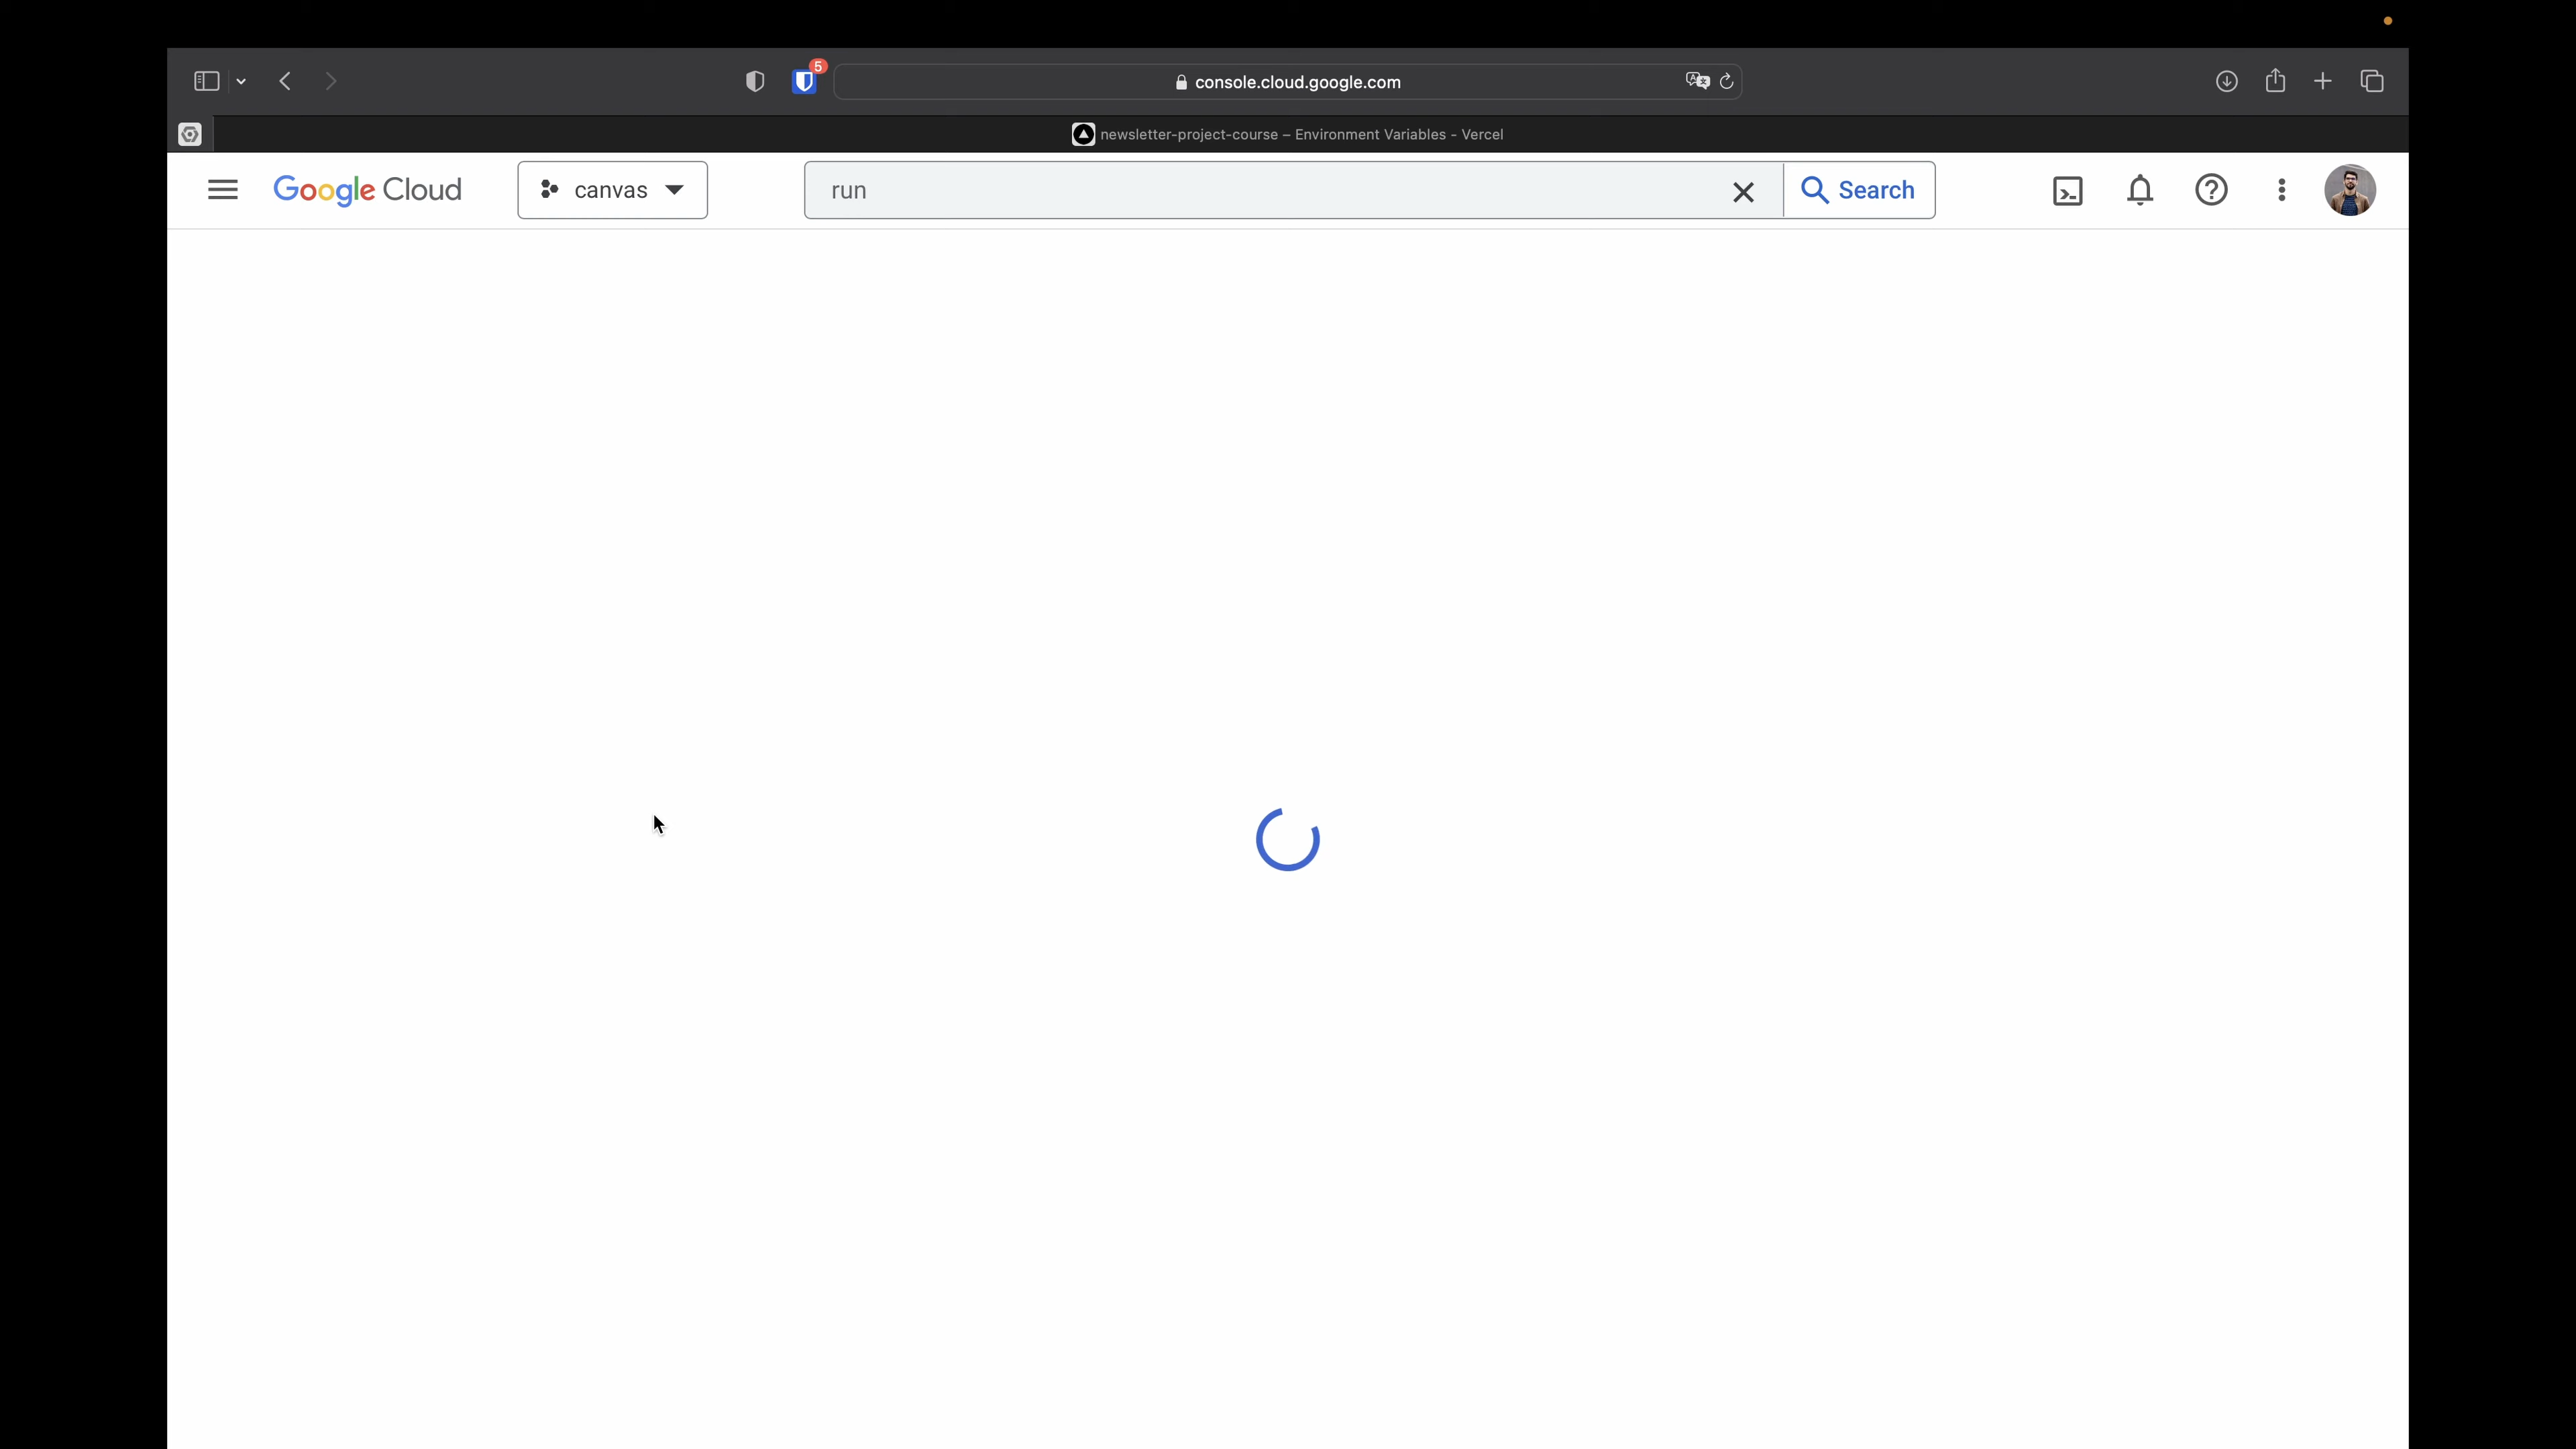 5
console.cloud.google.com
newsletter-project-course – Environment Variables - Vercel
Google Cloud
canvas
run
Search